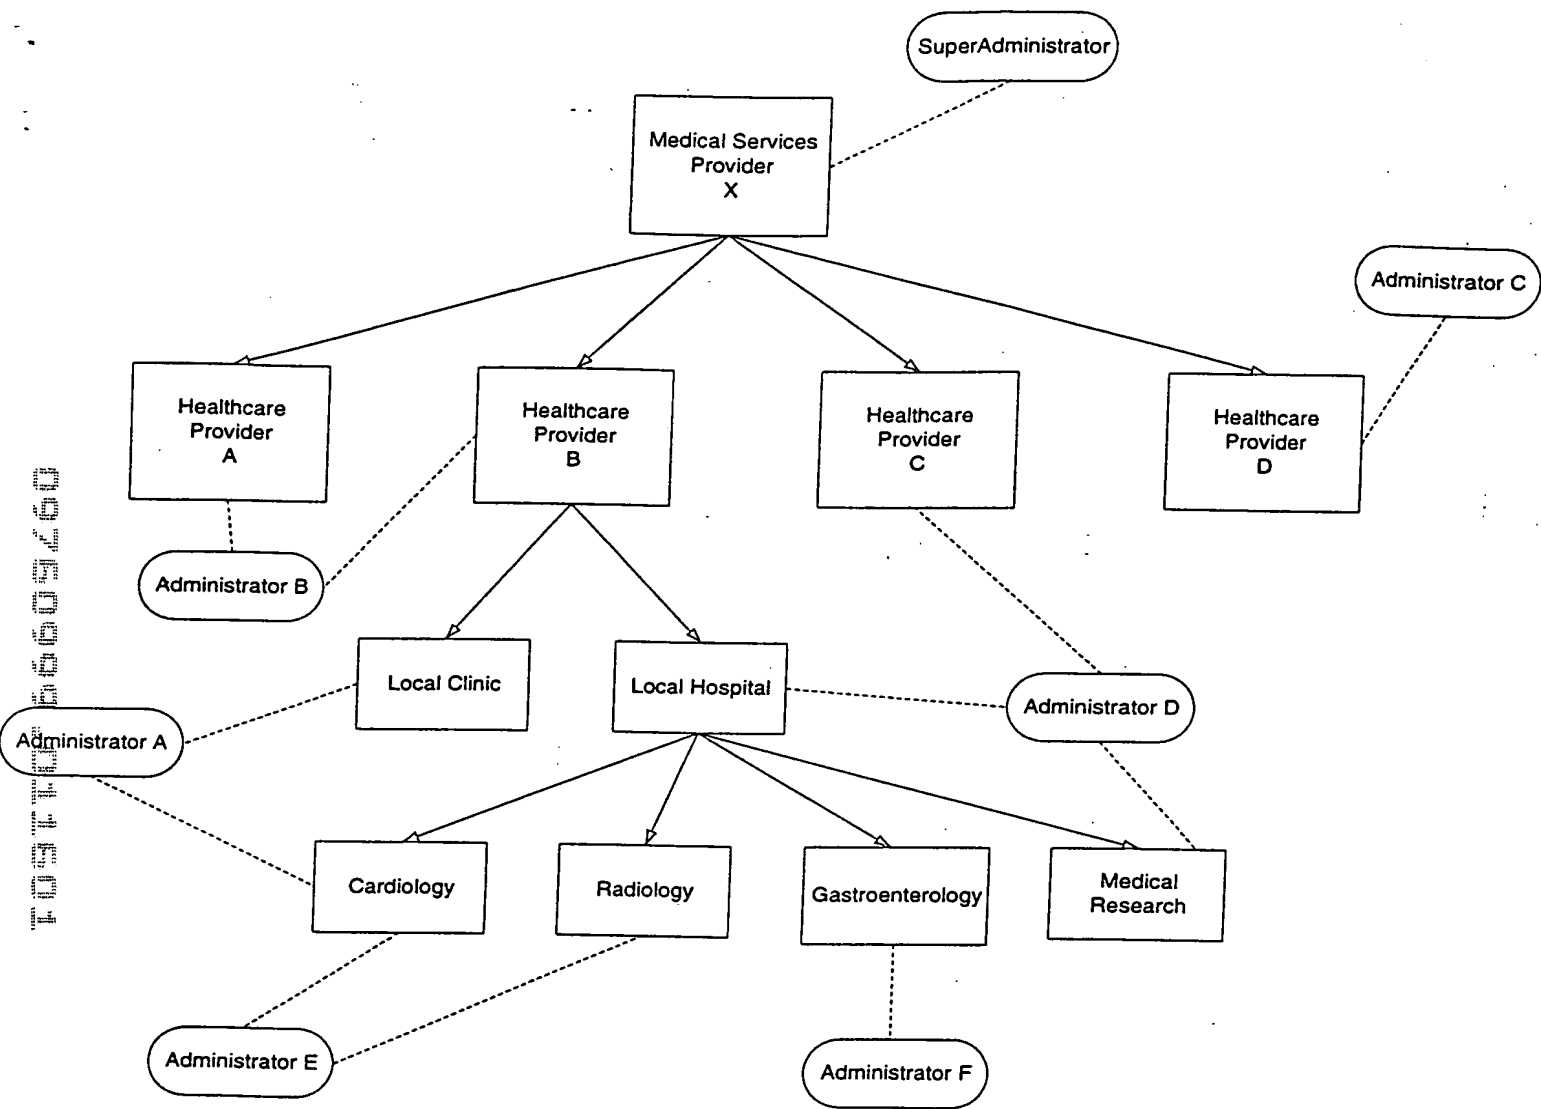 SuperAdministrator
Medical Services
Provider
X
Administrator C
Healthcare
Provider
A
Healthcare
Provider
B
Healthcare
Provider
C
Healthcare
Provider
D
Administrator B
Local Clinic
Local Hospital
Administrator D
Administrator A
Cardiology
Radiology
Gastroenterology
Medical
Research
Administrator E
Administrator F